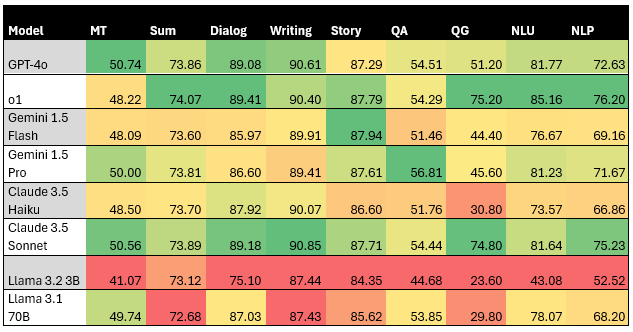 Model MT Sum Dialog Writing Story QA QG NLU NLP
GPT-4o 50.74 73.86 89.08 90.61 87.29 54.51 51.20 81.77 72.63
o1 48.22 74.07 89.41 90.40 87.79 54.29 75.20 85.16 76.20
Gemini 1.5
Flash 48.09 73.60 85.97 89.91 87.94 51.46 44.40 76.67 69.16
Gemini 1.5
Pro 50.00 73.81 86.60 89.41 87.61 56.81 45.60 81.23 71.67
Claude 3.5
Haiku 48.50 73.70 87.92 90.07 86.60 51.76 30.80 73.57 66.86
Claude 3.5
Sonnet 50.56 73.89 89.18 90.85 87.71 54.44 74.80 81.64 75.23
Llama 3.2 3B 41.07 73.12 75.10 87.44 84.35 44.68 23.60 43.08 52.52
Llama 3.1
70B 49.74 72.68 87.03 87.43 85.62 53.85 29.80 78.07 68.20